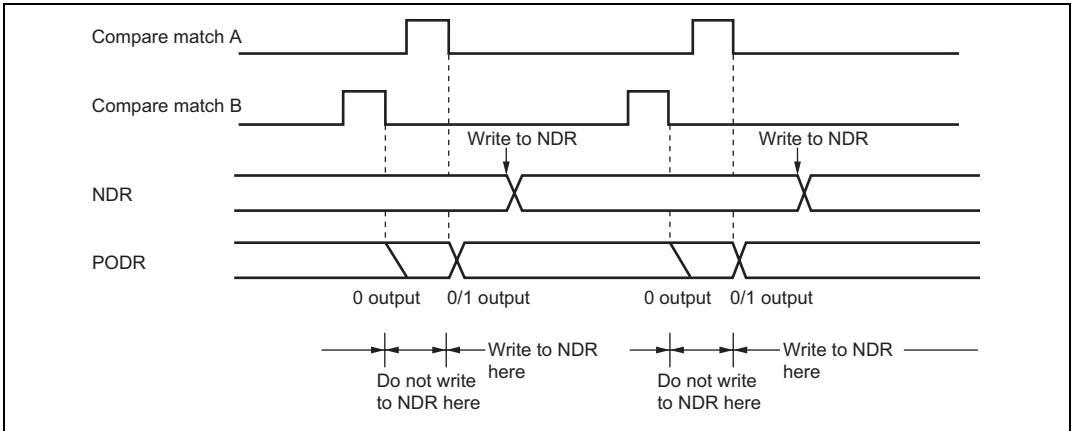 Compare match A
Compare match B
Write to NDR
Write to NDR
NDR
PODR
0 output
0/1 output
0 output
0/1 output
Write to NDR
here
Write to NDR
here
Do not write
to NDR here
Do not write
to NDR here